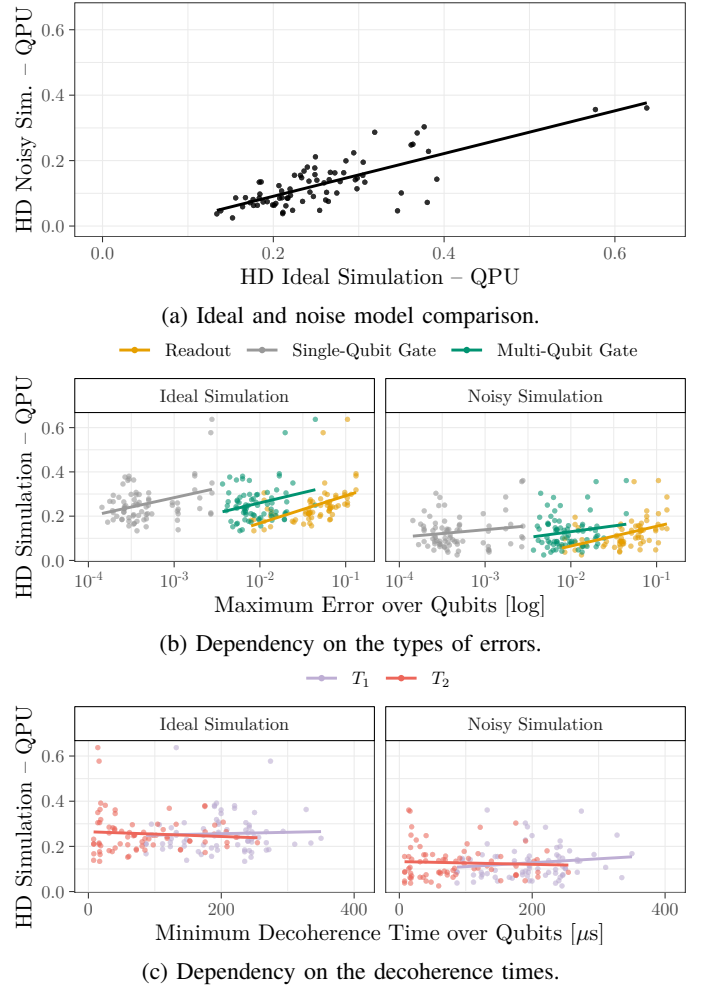 HD Noisy Sim. – QPU
0.6
0.4
0.2
0.0
0.0 0.2 0.4 0.6
HD Ideal Simulation – QPU
(a) Ideal and noise model comparison.
Readout Single-Qubit Gate Multi-Qubit Gate
HD Simulation – QPU
Ideal Simulation Noisy Simulation
0.6
0.4
0.2
0.0
10⁻⁴ 10⁻³ 10⁻² 10⁻¹ 10⁻⁴ 10⁻³ 10⁻² 10⁻¹
Maximum Error over Qubits [log]
(b) Dependency on the types of errors.
T₁ T₂
HD Simulation – QPU
Ideal Simulation Noisy Simulation
0.6
0.4
0.2
0.0
0 200 400 0 200 400
Minimum Decoherence Time over Qubits [μs]
(c) Dependency on the decoherence times.